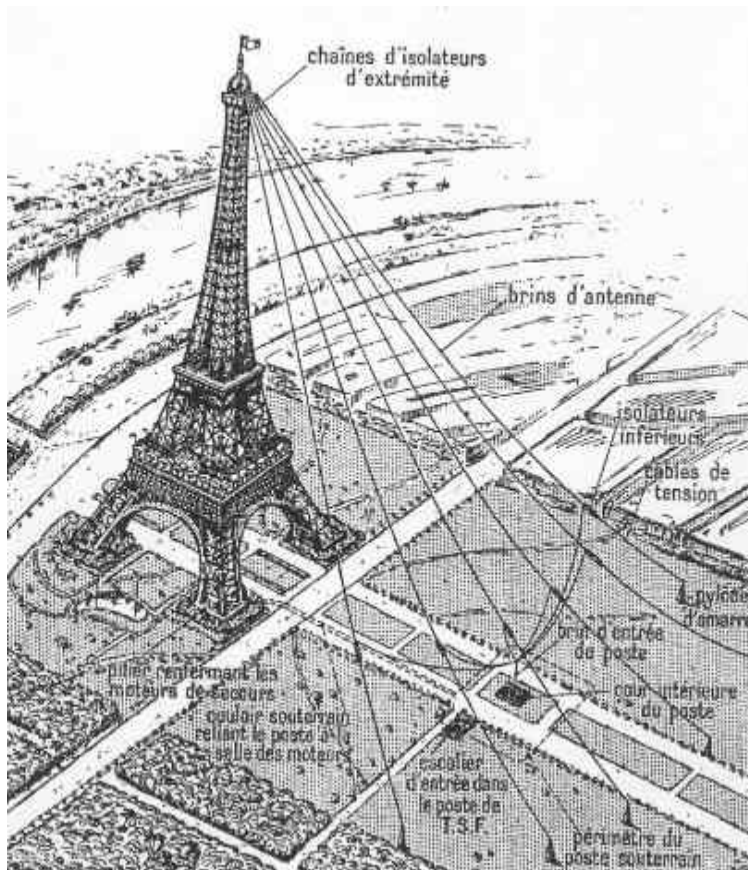 chaînes d'isolateurs
d'extrémité
brins d'antenne
isolateurs
inférieurs
câbles de
tension
pylône
d'amarr
brin d'entrée
du poste
pilier renfermant les
moteurs de secours
cour intérieure
du poste
couloir souterrain
reliant le poste à la
salle des moteurs
escalier
d'entrée dans
le poste de
T.S.F.
périmètre du
poste souterrain